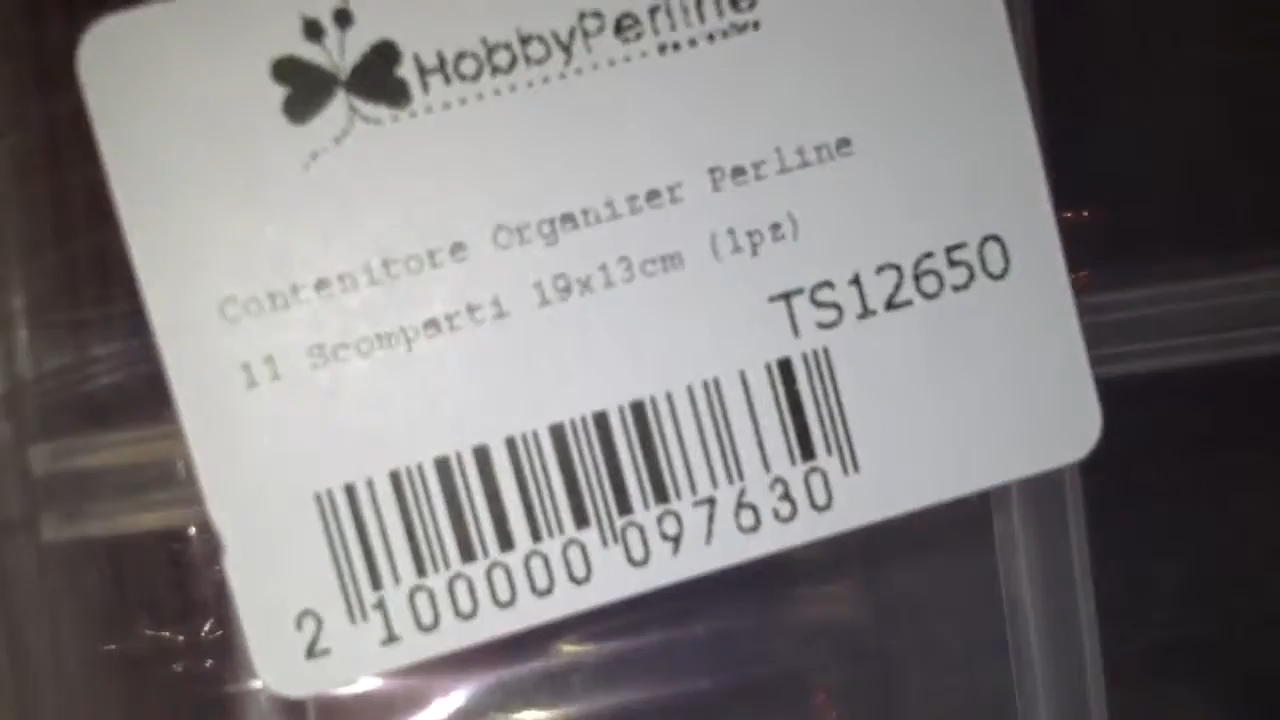 HobbyPerline
Contenitore Organizer Perline
11 Scomparti 19x13cm (1pz)
TS12650
2 100000 097630